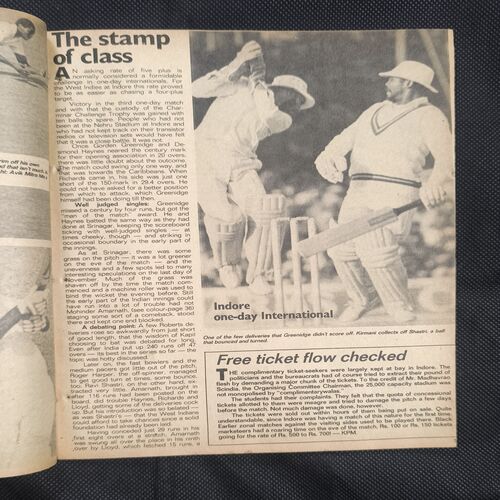 The stamp
of class
AN asking rate of five plus is
normally considered a formidable
challenge in one-day internationals. For
the West Indies at Indore this rate proved
to be as easier as chasing a four-plus
target.
Victory in the third one-day match
and with that the custody of the Char-
minar Challenge Trophy was gained with
ten balls to spare. People who had not
been at the Nehru Stadium at Indore and
who had not kept track on their transistor
radios or television sets would have felt
that it was a close battle. It was not.
Once Gordon Greenidge and De-
smond Haynes neared the century mark
for their opening association in 20 overs,
there was little doubt about the outcome.
The match could swing only one way and
that was towards the Caribbeans. When
Richards came in, his side was just one
short of the 150-mark, in 29.4 overs. He
could not have asked for a better position
from which to attack, which Greenidge
himself had been doing till then.
Well judged singles: Greenidge
missed a century by four runs, but got the
"man of the match" award. He and
Haynes batted the same way as they had
done at Srinagar, keeping the scoreboard
ticking with well-judged singles — at
times cheeky, though — and striking an
occasional boundary in the early part of
the innings.
As at Srinagar, there was some
grass on the pitch — it was a lot greener
on the eve of the match — and the
unevenness and a few spots led to many
interesting speculations on the last day of
November. Much of the grass was
shaven off by the time the match com-
menced and a machine roller was used to
bind the wicket the evening before. Still
the early part of the Indian innings could
have run into a lot of trouble had not
Mohinder Amarnath, (see colour-page 36)
staging some sort of a comeback, stood
there and kept one end blocked.
A debating point: A few Roberts de-
liveries rose so awkwardly from just short
of good length, that the wisdom of Kapil
choosing to bat was debated for long.
Even after India put up 240 runs off 47
overs — its best in the series so far — the
topic was hotly discussed.
Later on, the fast bowlers and the
medium pacers got little out of the pitch.
Roger Harper, the off-spinner, managed
to get good turn at times, and later on so
too, Ravi Shastri, on the other hand, ex-
tracted very little. Amarnath, brought in
after 116 runs had been posted on the
board, did trouble Haynes, Richards and
Lloyd, getting some of his deliveries cock
up. But his introduction was so belated —
as was Shastri's — that the West Indians
could afford to take chances as a good
foundation had already been laid.
Having conceded just 29 runs in his
first eight overs at a stretch, Amarnath
was swung all over the place in his ninth
over by Lloyd, which fetched 15 runs, a
Indore
one-day International
One of the few deliveries that Greenidge didn't score off. Kirmani collects off Shastri, a ball
that bounced and turned.
Free ticket flow checked
THE complimentary ticket-seekers were largely kept at bay in Indore. The
politicians and the bureaucrats had of course tried to extract their pound of
flesh by demanding a major chunk of the tickets. To the credit of Mr. Madhavrao
Scindia, the Organising Committee Chairman, the 25,000 capacity stadium was
not monopolised by "complimentarywalas."
The students had their complaints. They felt that the quota of concessional
tickets allotted to them were meagre and tried to damage the pitch a few days
before the match. Not much damage was done, however.
The tickets were sold out within hours of them being put on sale. Quite
understandable, since Indore was having a match of this nature for the first time.
Earlier zonal matches against the visiting sides used to be played there. Black
marketeers had a roaring time on the eve of the match, Rs. 100 or Rs. 150 tickets
going for the rate of Rs. 500 to Rs. 700! — KPM.